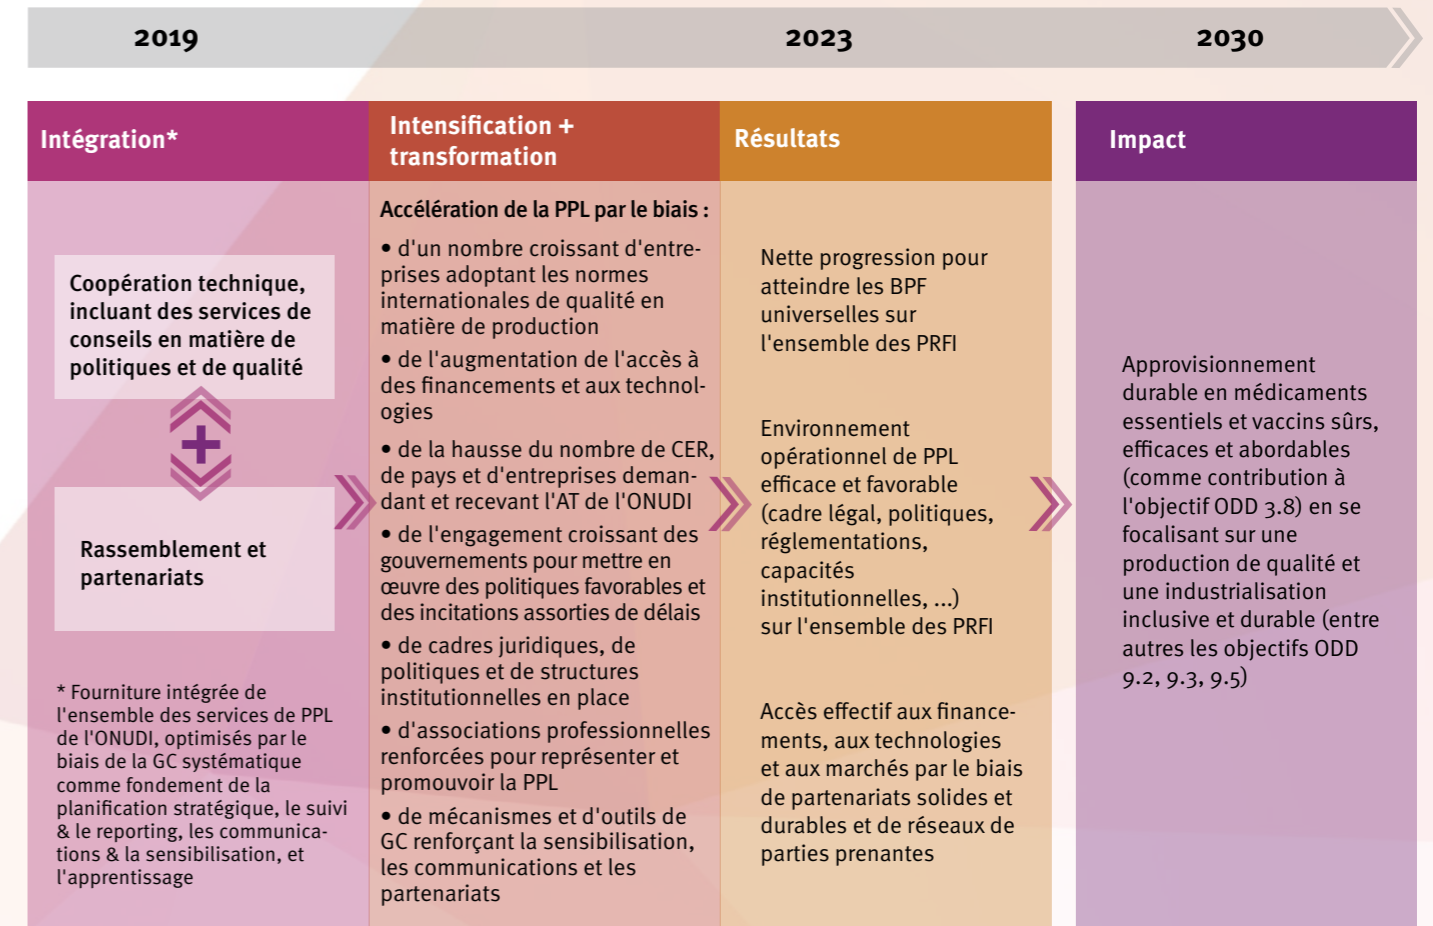 2019
2023
2030
Intégration*
Coopération technique,
incluant des services de
conseils en matière de
politiques et de qualité
+
Rassemblement et
partenariats
* Fourniture intégrée de
l'ensemble des services de PPL
de l'ONUDI, optimisés par le
biais de la GC systématique
comme fondement de la
planification stratégique, le suivi
& le reporting, les communica-
tions & la sensibilisation, et
l'apprentissage
Intensification +
transformation
Accélération de la PPL par le biais :
• d'un nombre croissant d'entre-
prises adoptant les normes
internationales de qualité en
matière de production
• de l'augmentation de l'accès à
des financements et aux technol-
ogies
• de la hausse du nombre de CER,
de pays et d'entreprises deman-
dant et recevant l'AT de l'ONUDI
• de l'engagement croissant des
gouvernements pour mettre en
œuvre des politiques favorables et
des incitations assorties de délais
• de cadres juridiques, de
politiques et de structures
institutionnelles en place
• d'associations professionnelles
renforcées pour représenter et
promouvoir la PPL
• de mécanismes et d'outils de
GC renforçant la sensibilisation,
les communications et les
partenariats
Résultats
Nette progression pour
atteindre les BPF
universelles sur
l'ensemble des PRFI
Environnement
opérationnel de PPL
efficace et favorable
(cadre légal, politiques,
réglementations,
capacités
institutionnelles, ...)
sur l'ensemble des PRFI
Accès effectif aux finance-
ments, aux technologies
et aux marchés par le biais
de partenariats solides et
durables et de réseaux de
parties prenantes
Impact
Approvisionnement
durable en médicaments
essentiels et vaccins sûrs,
efficaces et abordables
(comme contribution à
l'objectif ODD 3.8) en se
focalisant sur une
production de qualité et
une industrialisation
inclusive et durable (entre
autres les objectifs ODD
9.2, 9.3, 9.5)